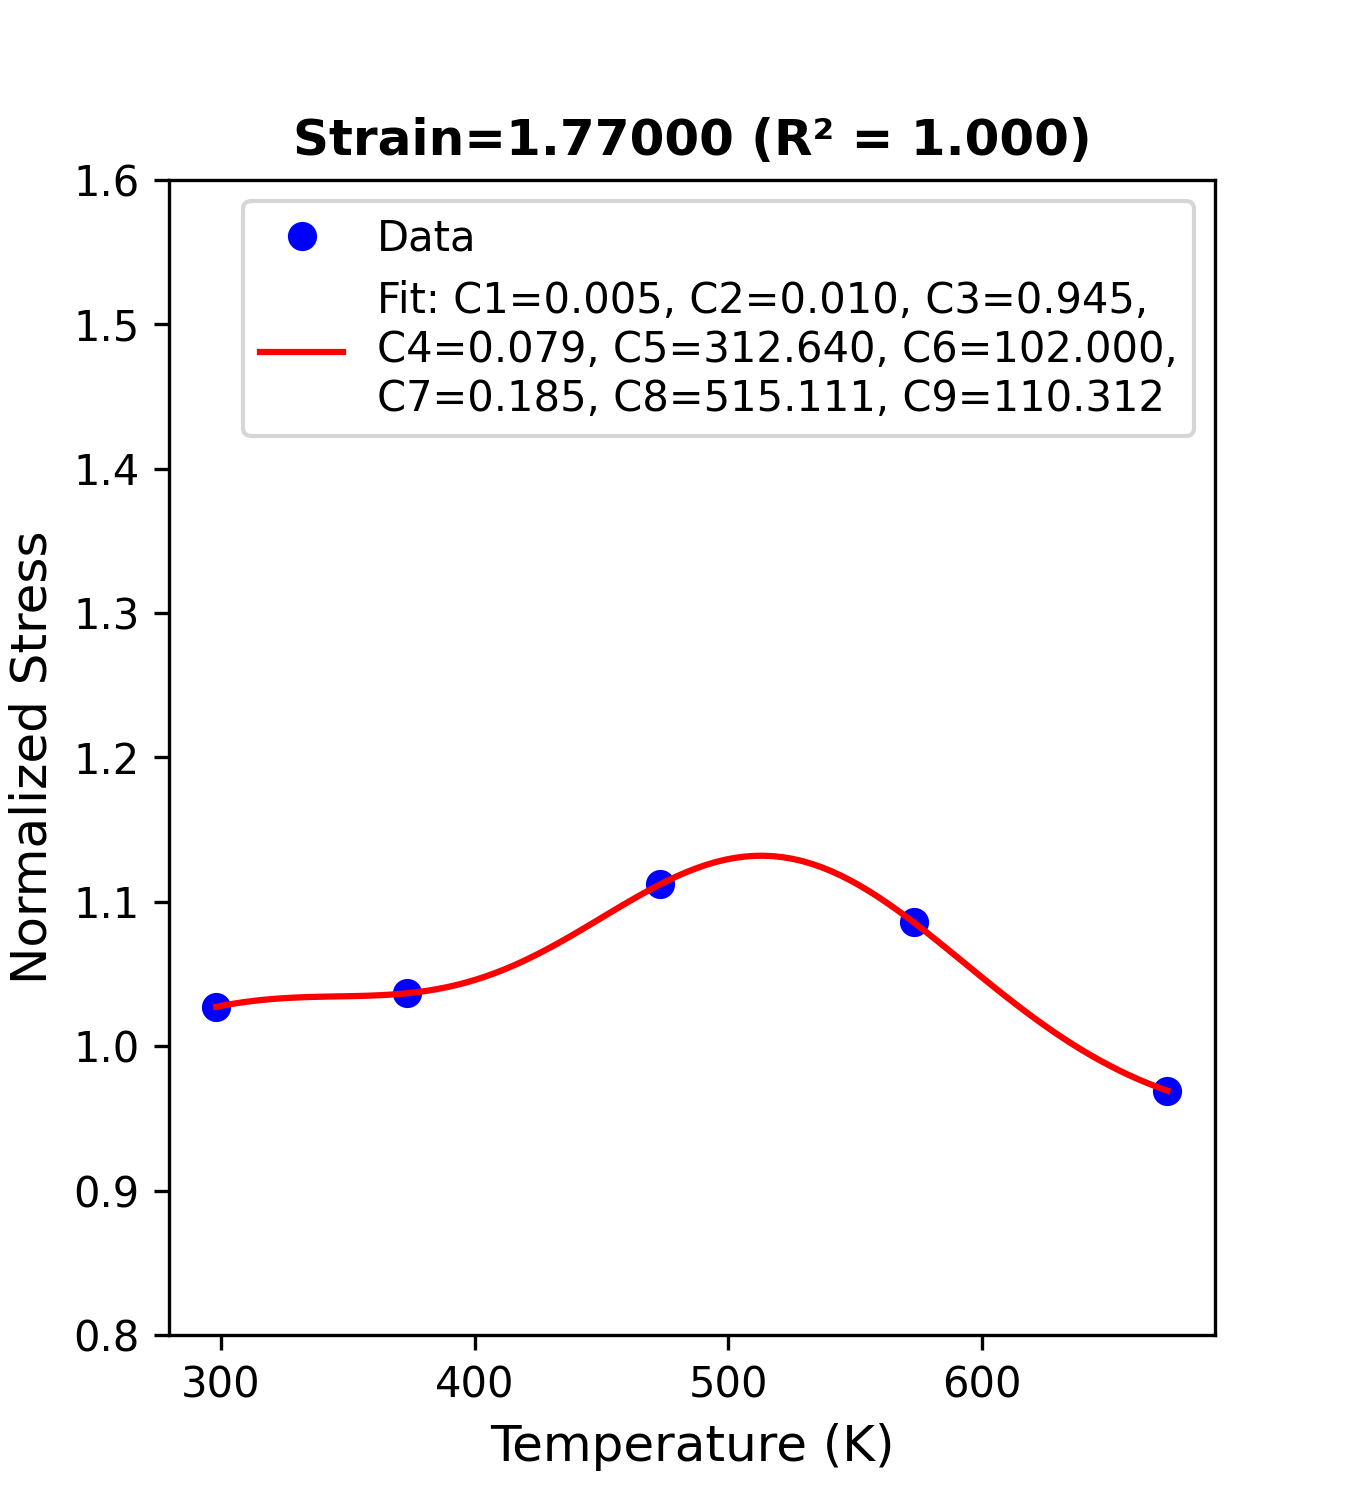 Strain=1.77000 (R² = 1.000)
Data
Fit: C1=0.005, C2=0.010, C3=0.945,
C4=0.079, C5=312.640, C6=102.000,
C7=0.185, C8=515.111, C9=110.312
Normalized Stress
1.6
1.5
1.4
1.3
1.2
1.1
1.0
0.9
0.8
300 400 500 600
Temperature (K)